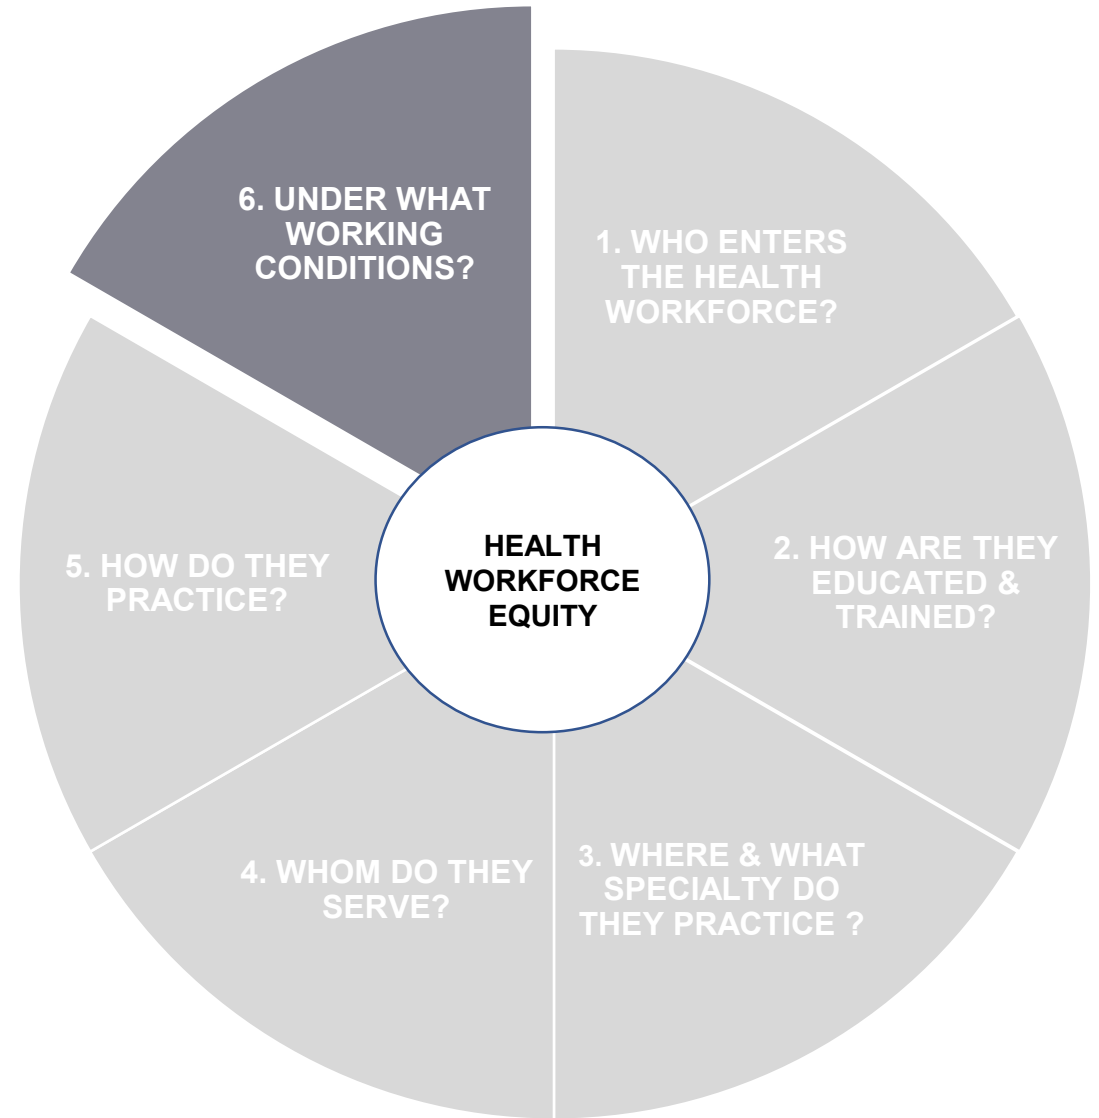 6. UNDER WHAT
WORKING
CONDITIONS?
1. WHO ENTERS
THE HEALTH
WORKFORCE?
2. HOW ARE THEY
EDUCATED &
TRAINED?
3. WHERE & WHAT
SPECIALTY DO
THEY PRACTICE ?
4. WHOM DO THEY
SERVE?
5. HOW DO THEY
PRACTICE?
HEALTH
WORKFORCE
EQUITY